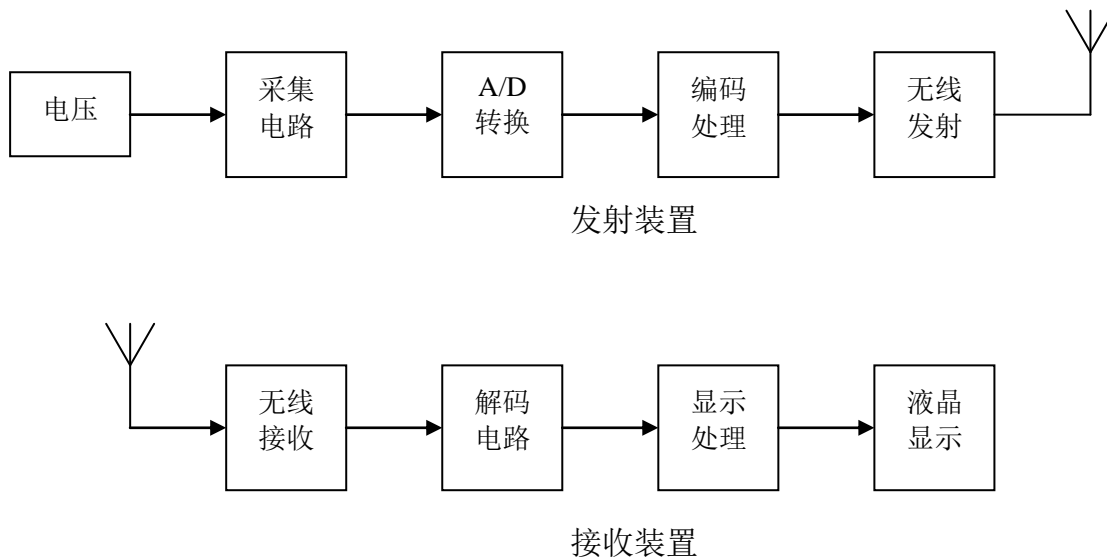 电压
采集
电路
A/D
转换
编码
处理
无线
发射
发射装置
无线
接收
解码
电路
显示
处理
液晶
显示
接收装置